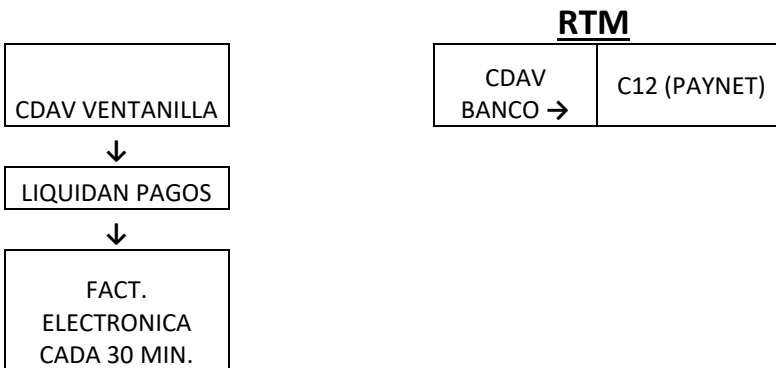 RTM
CDAV VENTANILLA
↓
LIQUIDAN PAGOS
↓
FACT.
ELECTRONICA
CADA 30 MIN.
CDAV
BANCO →
C12 (PAYNET)